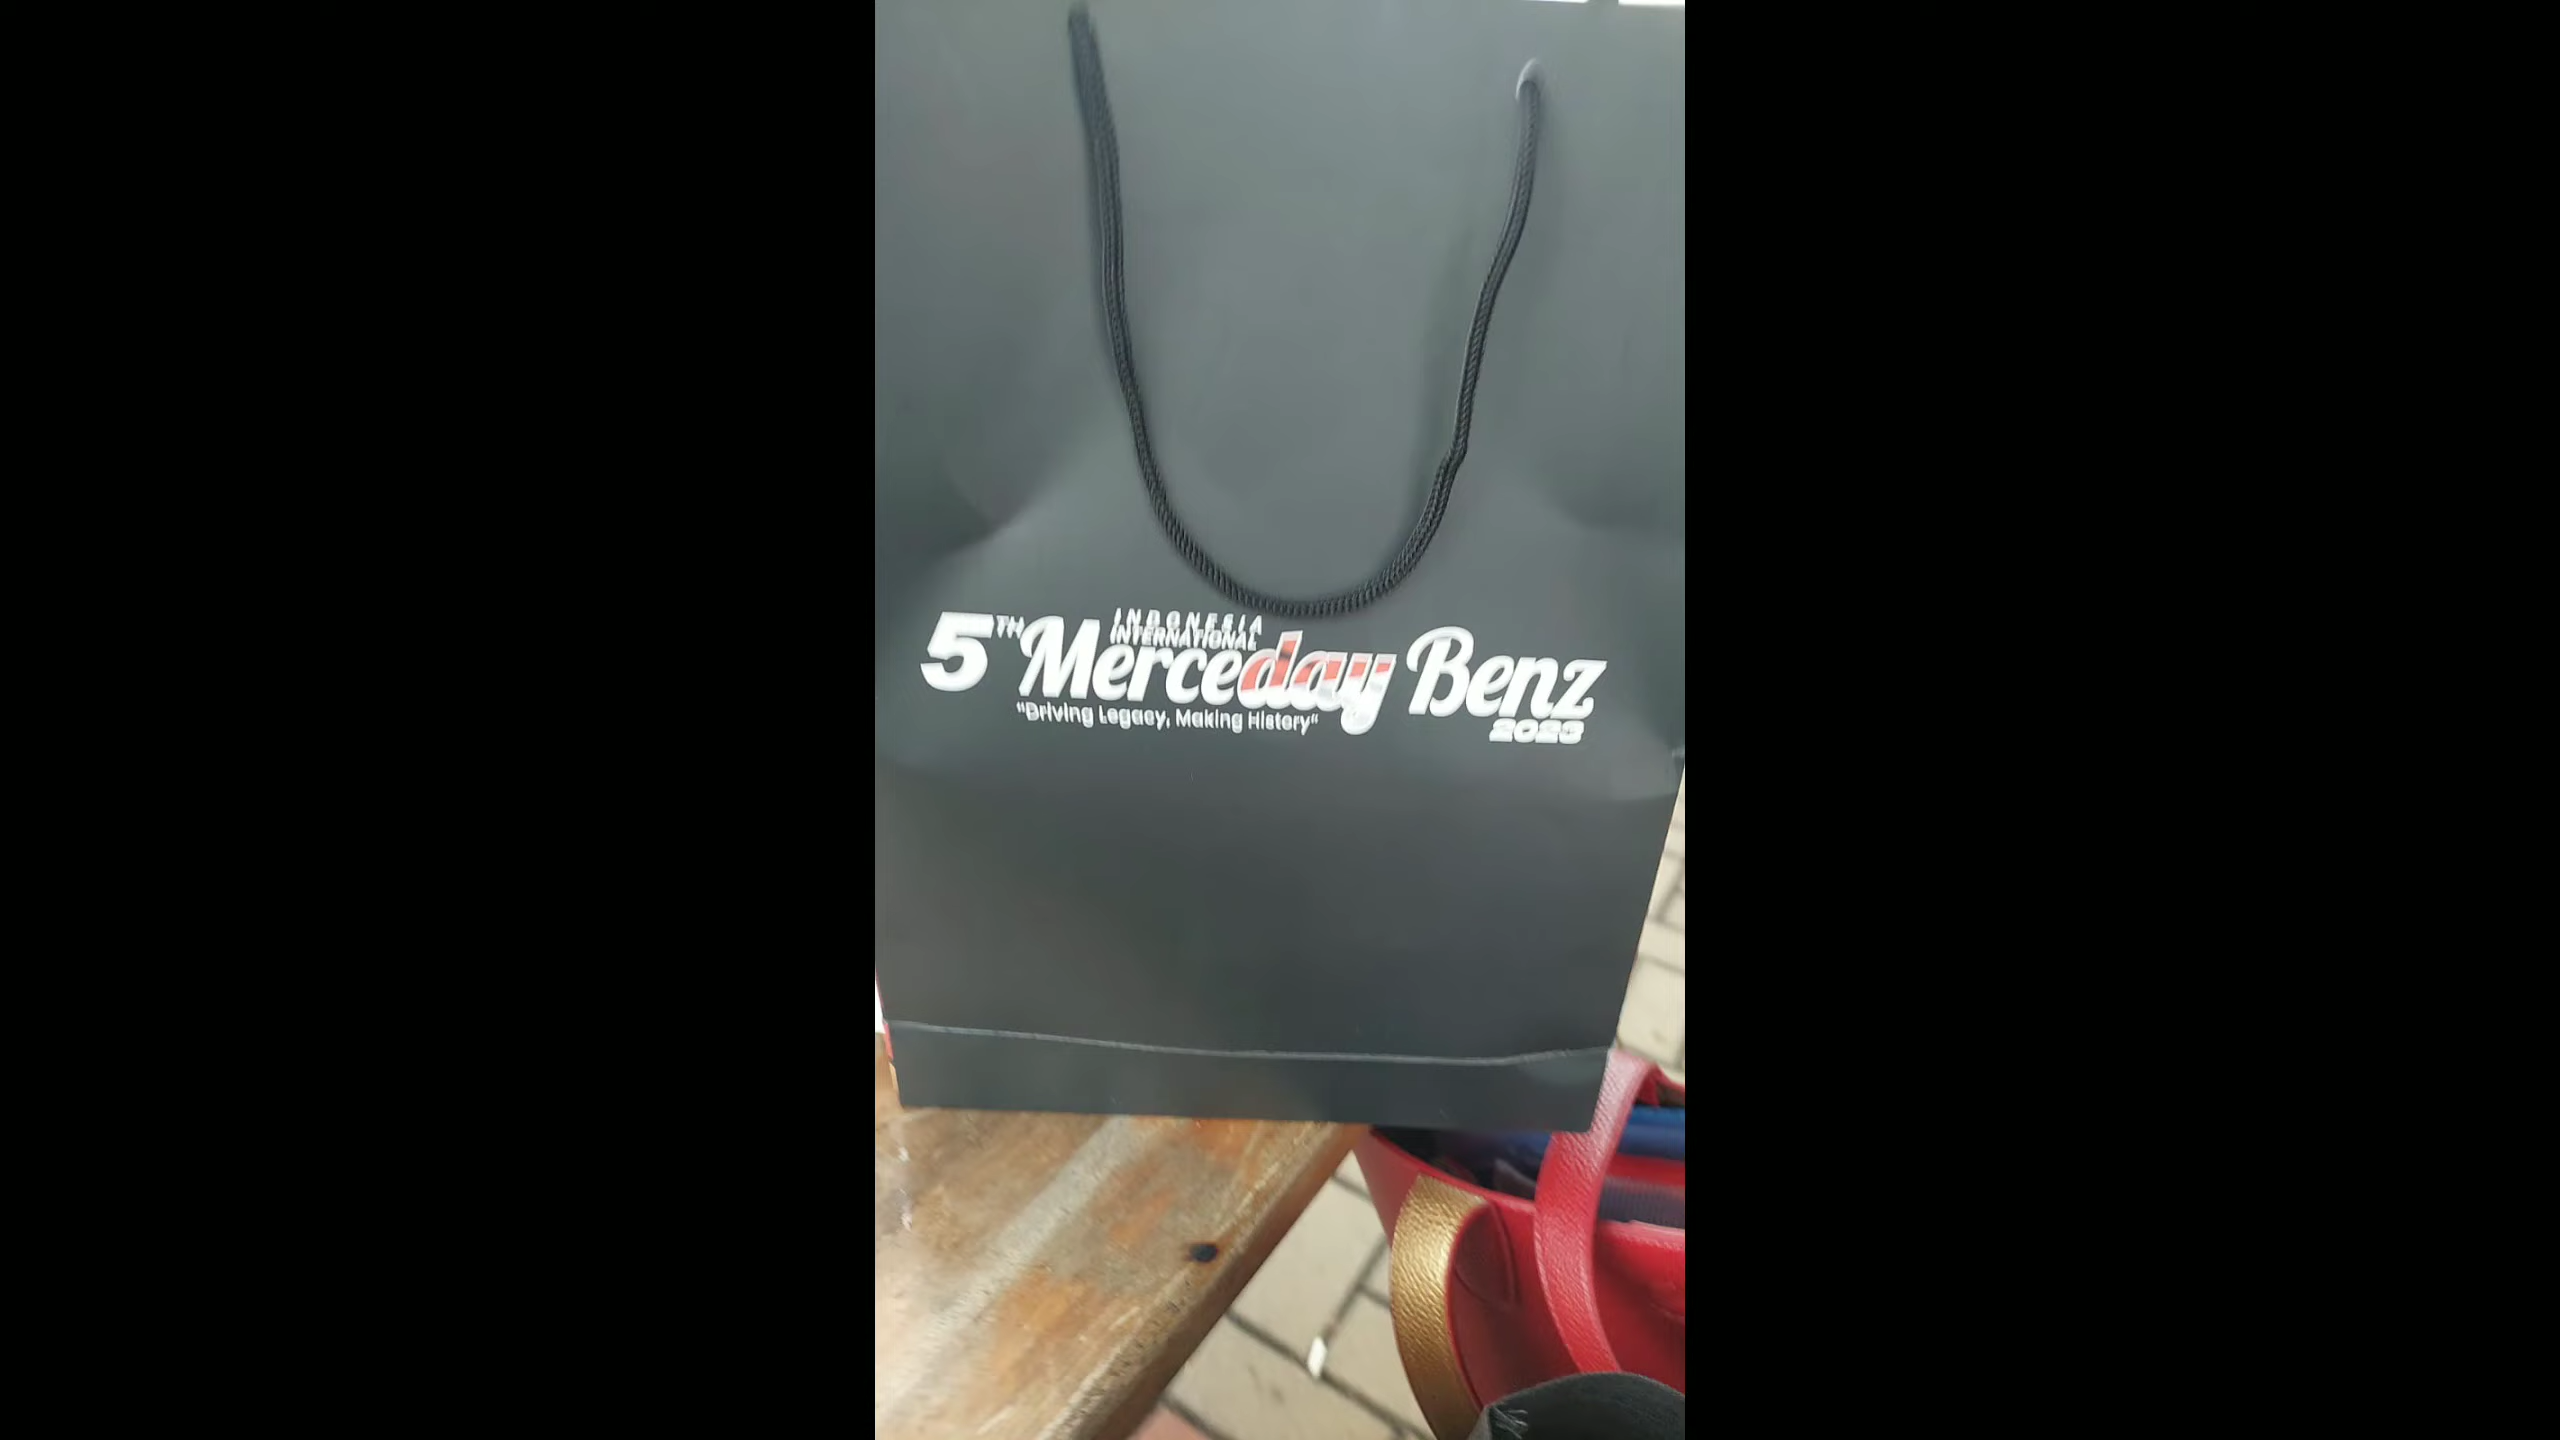 5TH INDONESIA
INTERNATIONAL
Merceday Benz
"Driving Legacy, Making History"
2023